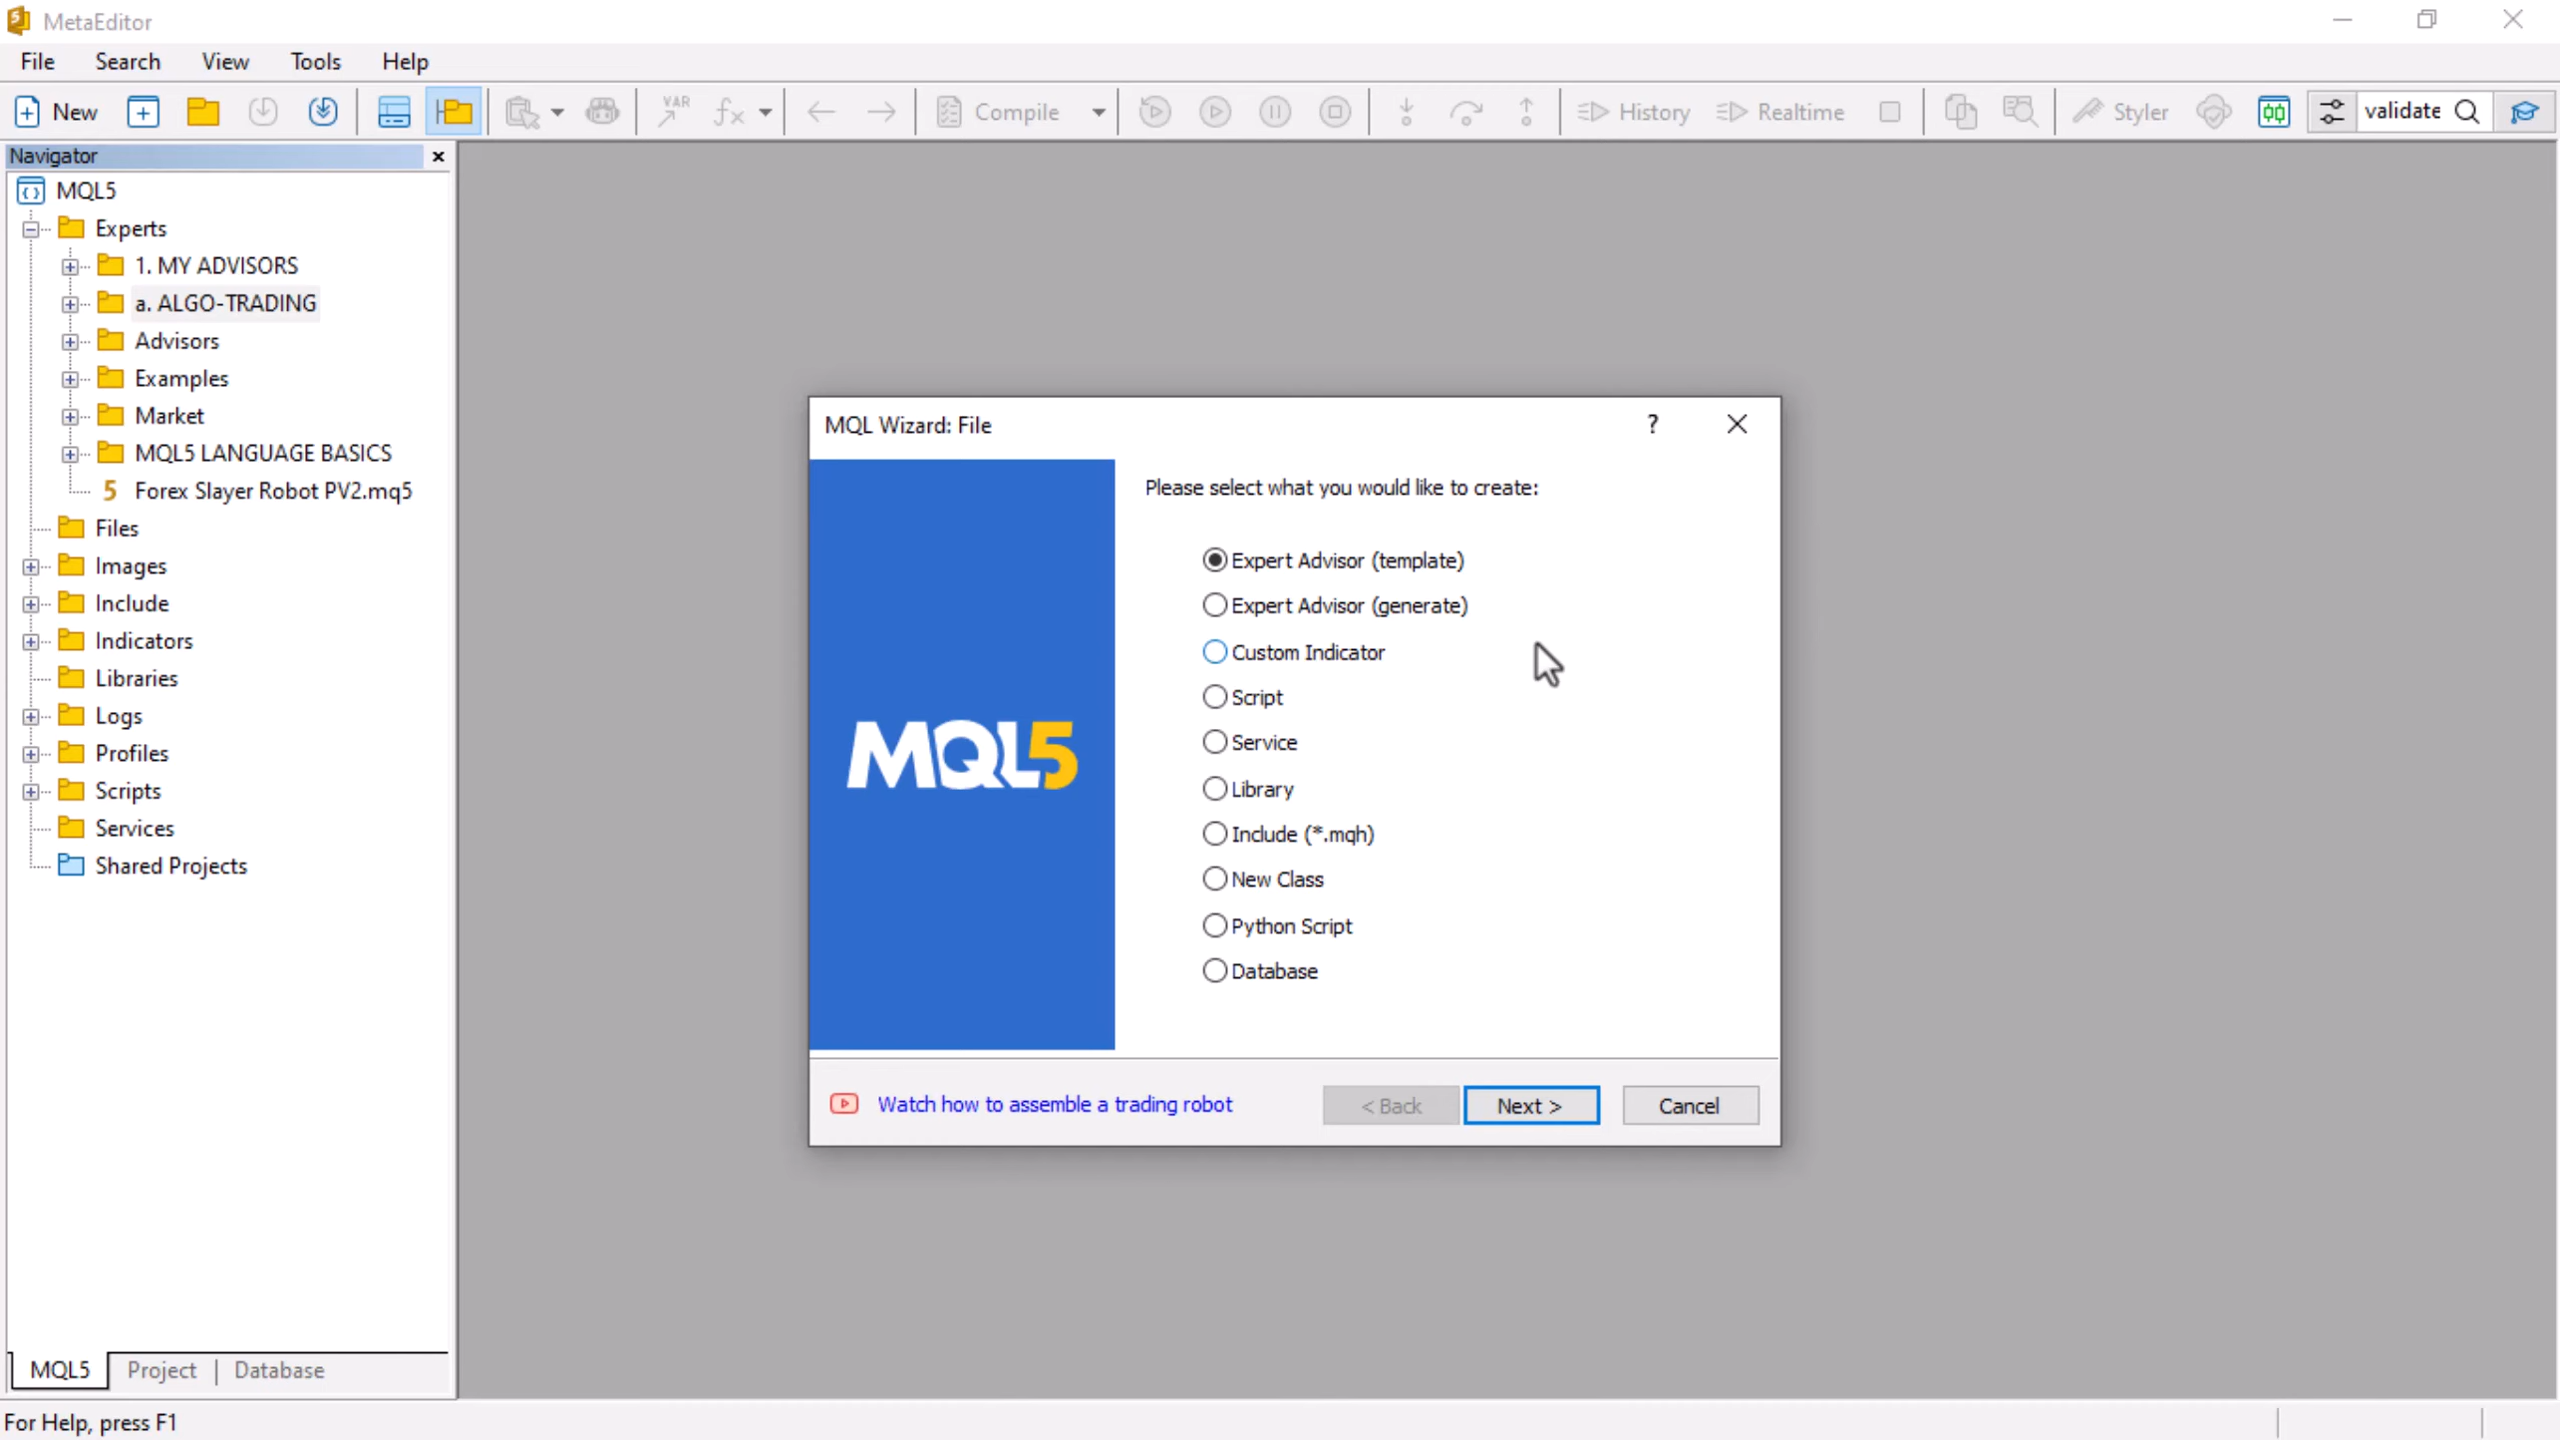 MetaEditor
File Search View Tools Help
New VAR fx Compile History Realtime Styler validate
Navigator
MQL5
Experts
1. MY ADVISORS
a. ALGO-TRADING
Advisors
Examples
Market
MQL5 LANGUAGE BASICS
5 Forex Slayer Robot PV2.mq5
Files
Images
Include
Indicators
Libraries
Logs
Profiles
Scripts
Services
Shared Projects
MQL5 Project | Database
For Help, press F1
MQL Wizard: File ?
Please select what you would like to create:
Expert Advisor (template)
Expert Advisor (generate)
Custom Indicator
Script
Service
Library
Include (*.mqh)
New Class
Python Script
Database
MQL5
Watch how to assemble a trading robot
< Back Next > Cancel